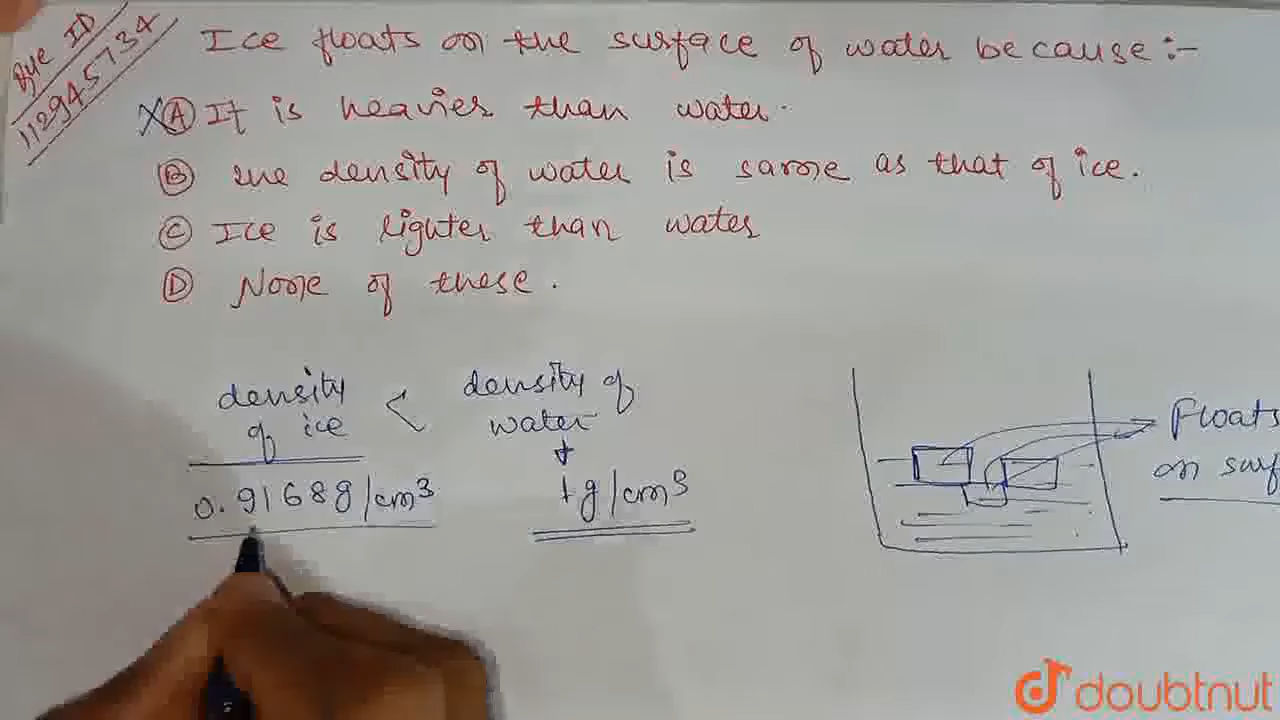 Que ID
112945734
Ice floats on the surface of water because :-
X Ⓐ It is heavier than water.
Ⓑ The density of water is same as that of ice.
Ⓒ Ice is lighter than water
Ⓓ None of these.
density of ice < density of water
0.9168g/cm³ 1g/cm³
Floats
on surf
doubtnut